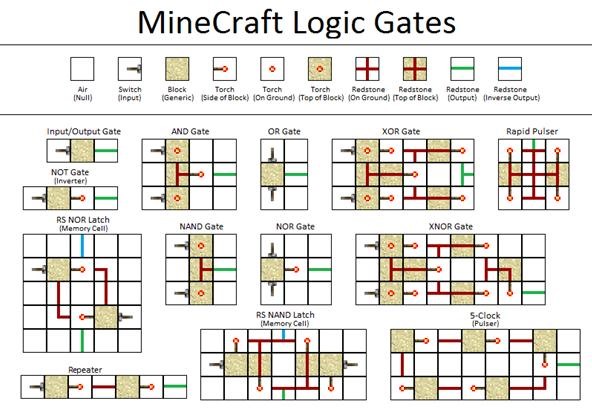 MineCraft Logic Gates
Air
(Null)
Switch
(Input)
Block
(Generic)
Torch
(Side of Block)
Torch
(On Ground)
Torch
(Top of Block)
Redstone
(On Ground)
Redstone
(Top of Block)
Redstone
(Output)
Redstone
(Inverse Output)
Input/Output Gate
AND Gate
OR Gate
XOR Gate
Rapid Pulser
NOT Gate
(Inverter)
RS NOR Latch
(Memory Cell)
NAND Gate
NOR Gate
XNOR Gate
RS NAND Latch
(Memory Cell)
5-Clock
(Pulser)
Repeater